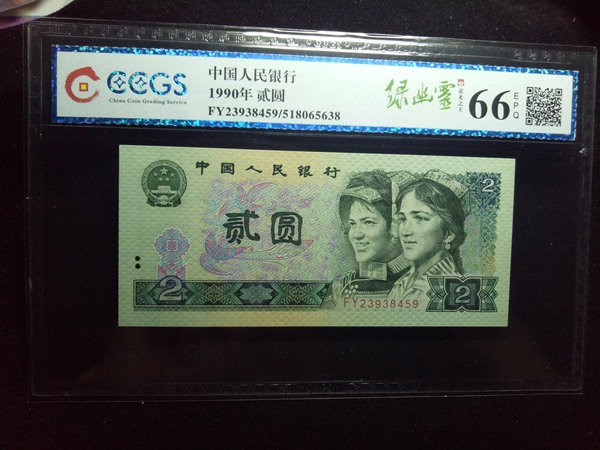 CCGS
China Coin Grading Service
中国人民银行
1990年 贰圆
FY23938459/518065638
绿幽灵
66
EPQ
中国人民银行
2
贰圆
2
FY23938459
2